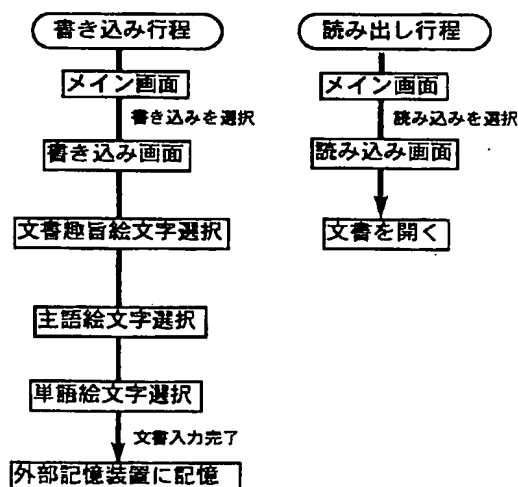 書き込み行程
メイン画面
書き込みを選択
書き込み画面
文書趣旨絵文字選択
主語絵文字選択
単語絵文字選択
文書入力完了
外部記憶装置に記憶
読み出し行程
メイン画面
読み込みを選択
読み込み画面
文書を開く